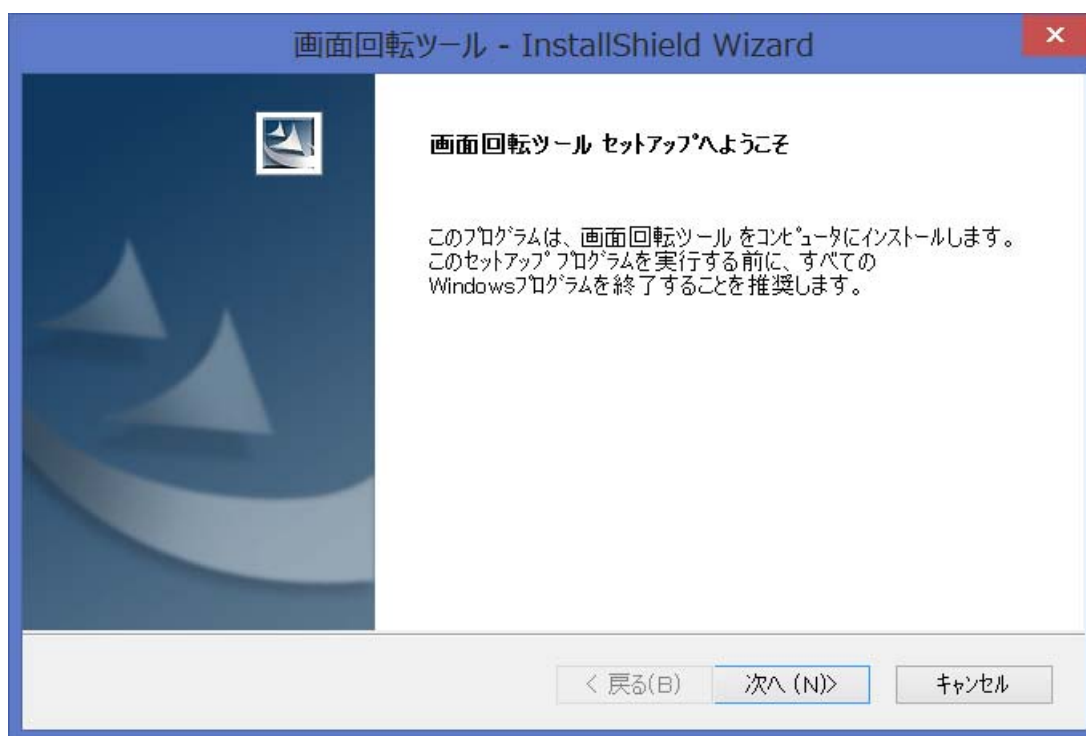 画面回転ツール - InstallShield Wizard
画面回転ツール セットアップへようこそ
このプログラムは、画面回転ツール をコンピュータにインストールします。
このセットアップ プログラムを実行する前に、すべての
Windowsプログラムを終了することを推奨します。
< 戻る(B) 次へ (N)> キャンセル